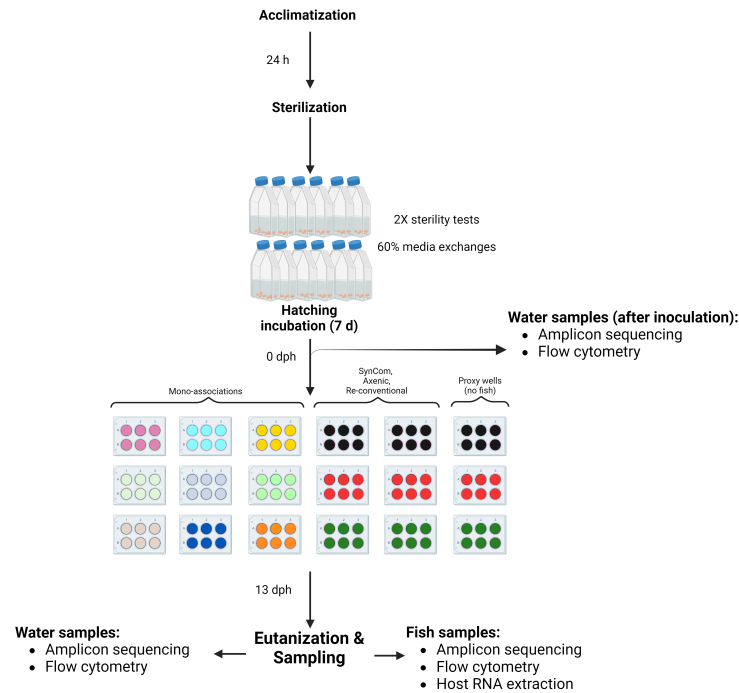 Acclimatization
24 h
Sterilization
2X sterility tests
60% media exchanges
Hatching
incubation (7 d)
Water samples (after inoculation):
• Amplicon sequencing
• Flow cytometry
0 dph
Mono-associations
SynCom,
Axenic,
Re-conventional
Proxy wells
(no fish)
13 dph
Water samples:
• Amplicon sequencing
• Flow cytometry
Eutanization &
Sampling
Fish samples:
• Amplicon sequencing
• Flow cytometry
• Host RNA extraction